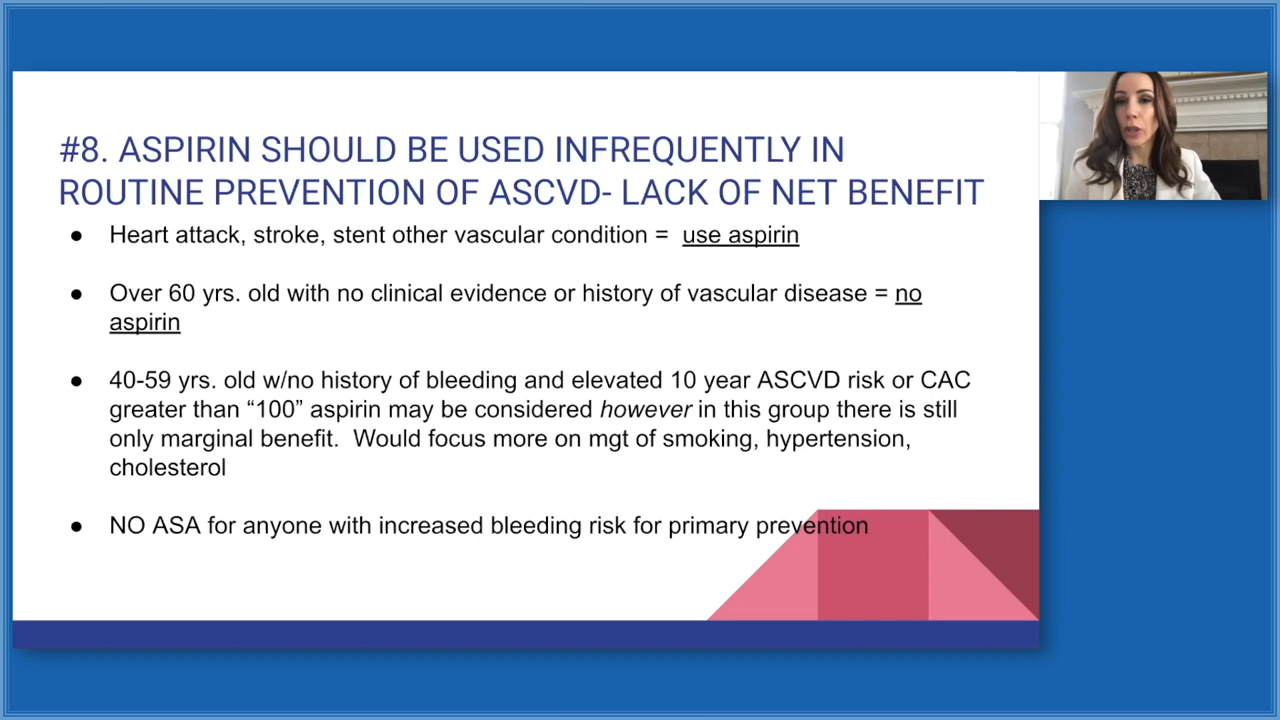 #8. ASPIRIN SHOULD BE USED INFREQUENTLY IN
ROUTINE PREVENTION OF ASCVD- LACK OF NET BENEFIT
● Heart attack, stroke, stent other vascular condition = use aspirin
● Over 60 yrs. old with no clinical evidence or history of vascular disease = no
aspirin
● 40-59 yrs. old w/no history of bleeding and elevated 10 year ASCVD risk or CAC
greater than “100” aspirin may be considered however in this group there is still
only marginal benefit. Would focus more on mgt of smoking, hypertension,
cholesterol
● NO ASA for anyone with increased bleeding risk for primary prevention